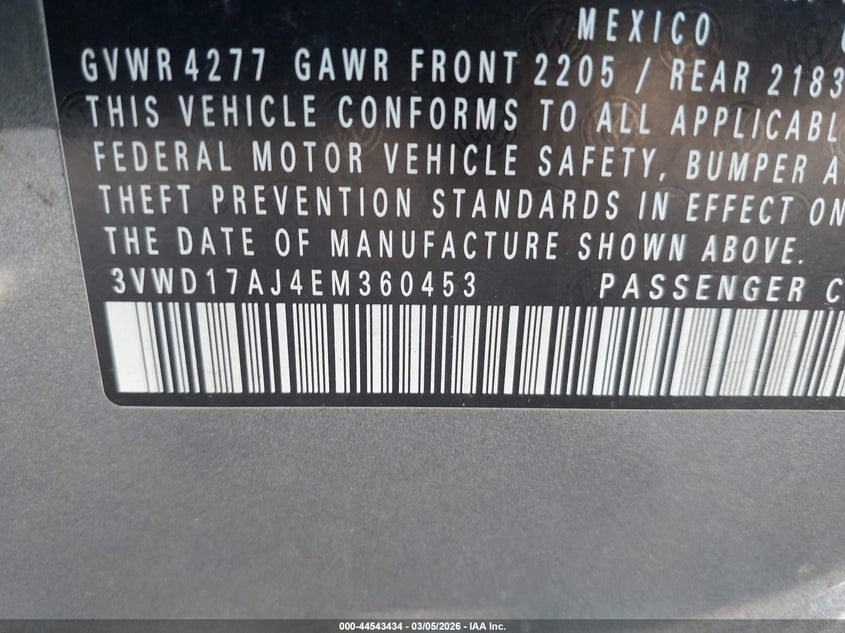 MEXICO
GVWR 4277 GAWR FRONT 2205 / REAR 2183
THIS VEHICLE CONFORMS TO ALL APPLICABL
FEDERAL MOTOR VEHICLE SAFETY, BUMPER A
THEFT PREVENTION STANDARDS IN EFFECT ON
THE DATE OF MANUFACTURE SHOWN ABOVE.
3VWD17AJ4EM360453 PASSENGER C
000-44543434 - 03/05/2026 - IAA Inc.